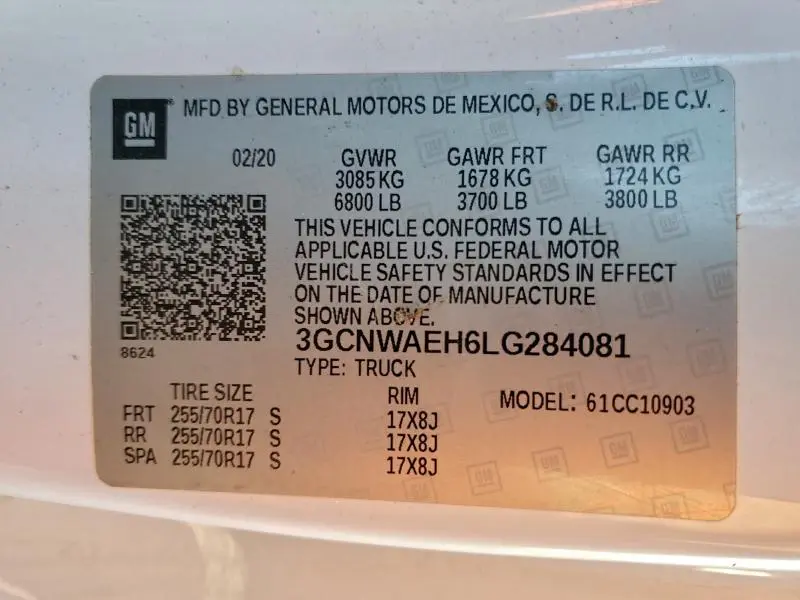 GM MFD BY GENERAL MOTORS DE MEXICO, S. DE R.L. DE C.V.
02/20 GVWR GAWR FRT GAWR RR
3085 KG 1678 KG 1724 KG
6800 LB 3700 LB 3800 LB
THIS VEHICLE CONFORMS TO ALL
APPLICABLE U.S. FEDERAL MOTOR
VEHICLE SAFETY STANDARDS IN EFFECT
ON THE DATE OF MANUFACTURE
SHOWN ABOVE.
3GCNWAEH6LG284081
8624
TYPE: TRUCK
TIRE SIZE RIM MODEL: 61CC10903
FRT 255/70R17 S 17X8J
RR 255/70R17 S 17X8J
SPA 255/70R17 S 17X8J